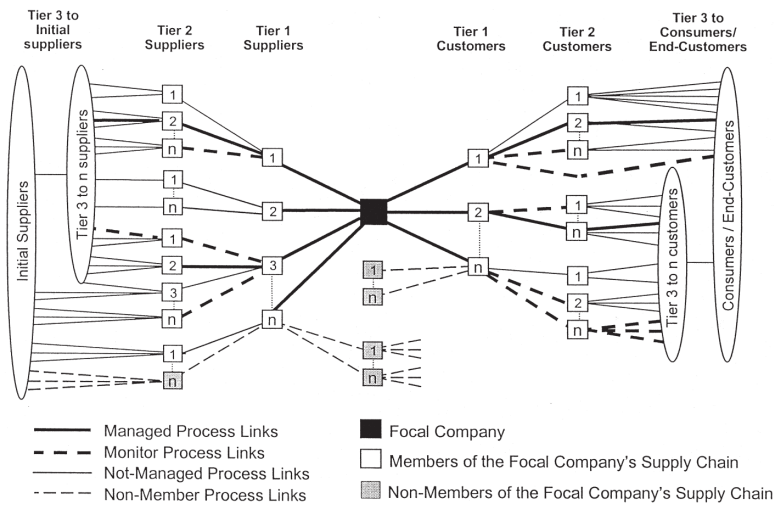 Tier 3 to
Initial
suppliers
Tier 2
Suppliers
Tier 1
Suppliers
Tier 1
Customers
Tier 2
Customers
Tier 3 to
Consumers/
End-Customers
Initial Suppliers
Tier 3 to n suppliers
1
2
n
1
n
1
2
3
n
1
n
1
2
3
n
1
n
1
n
1
2
n
1
2
n
1
n
1
2
n
Tier 3 to n customers
Consumers / End-Customers
Managed Process Links
Monitor Process Links
Not-Managed Process Links
Non-Member Process Links
Focal Company
Members of the Focal Company's Supply Chain
Non-Members of the Focal Company's Supply Chain